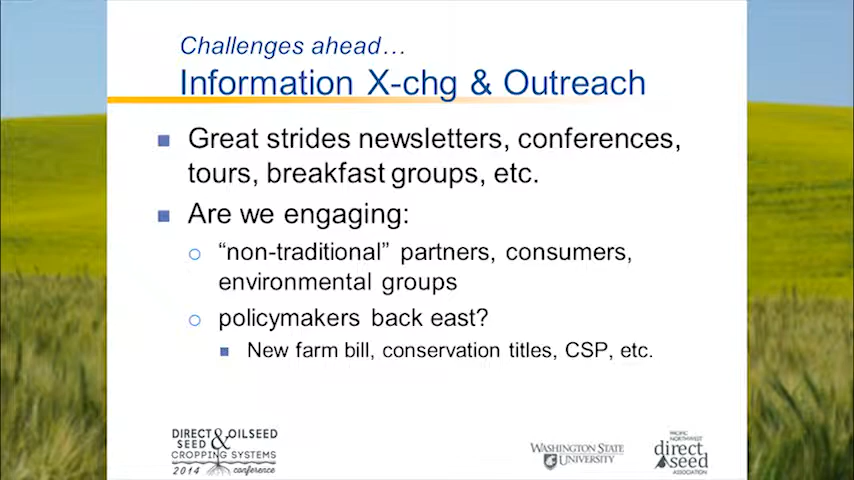 Challenges ahead…
Information X-chg & Outreach
Great strides newsletters, conferences,
tours, breakfast groups, etc.
Are we engaging:
“non-traditional” partners, consumers,
environmental groups
policymakers back east?
New farm bill, conservation titles, CSP, etc.
DIRECT & OILSEED
SEED
CROPPING SYSTEMS
2014 conference
WASHINGTON STATE
UNIVERSITY
PACIFIC
NORTHWEST
direct
seed
ASSOCIATION